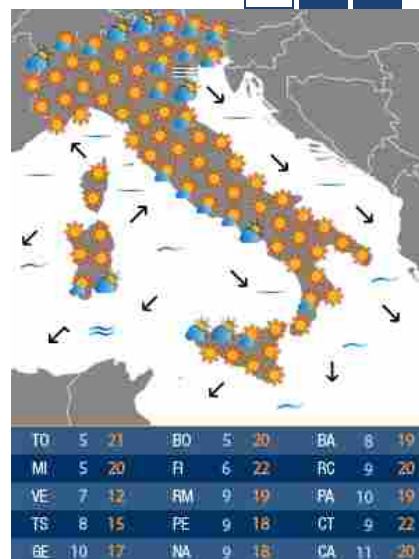 TO 5 21 BO 5 20 BA 8 19
MI 5 20 FI 6 22 RC 9 20
VE 7 12 RM 9 19 PA 10 19
TS 8 15 PE 9 18 CT 9 22
GE 10 17 NA 9 18 CA 11 20